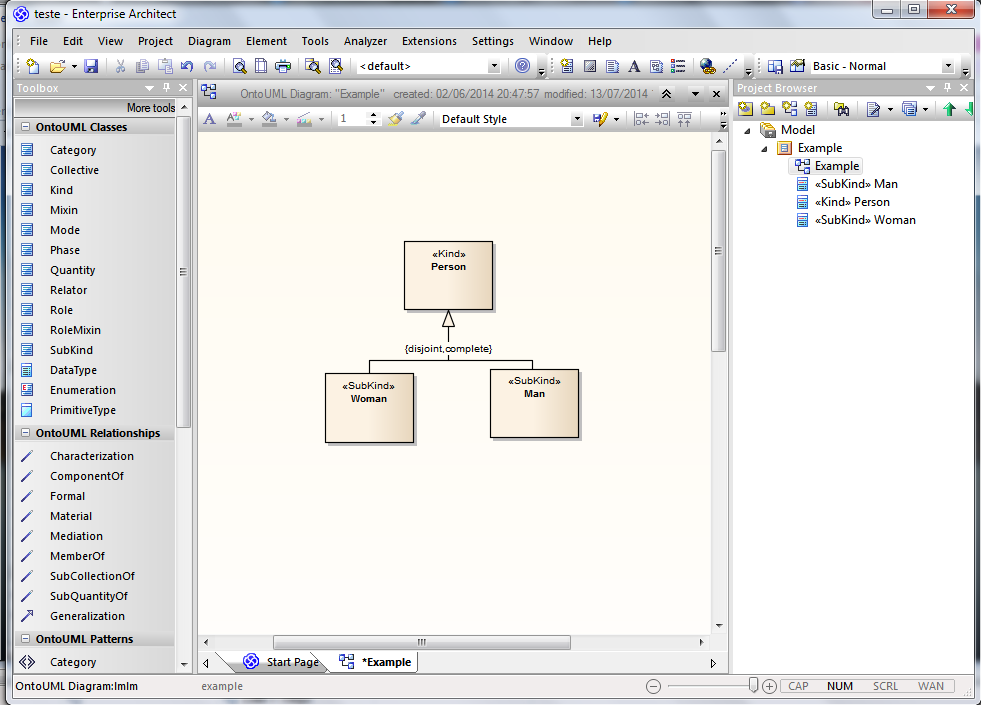 teste - Enterprise Architect
File Edit View Project Diagram Element Tools Analyzer Extensions Settings Window Help
<default>
Basic - Normal
Toolbox
More tools
OntoUML Classes
Category
Collective
Kind
Mixin
Mode
Phase
Quantity
Relator
Role
RoleMixin
SubKind
DataType
Enumeration
PrimitiveType
OntoUML Relationships
Characterization
ComponentOf
Formal
Material
Mediation
MemberOf
SubCollectionOf
SubQuantityOf
Generalization
OntoUML Patterns
Category
OntoUML Diagram: "Example" created: 02/06/2014 20:47:57 modified: 13/07/2014
1
Default Style
«Kind»
Person
{disjoint,complete}
«SubKind»
Woman
«SubKind»
Man
Start Page
*Example
Project Browser
Model
Example
Example
«SubKind» Man
«Kind» Person
«SubKind» Woman
OntoUML Diagram:lmlm
example
CAP NUM SCRL WAN